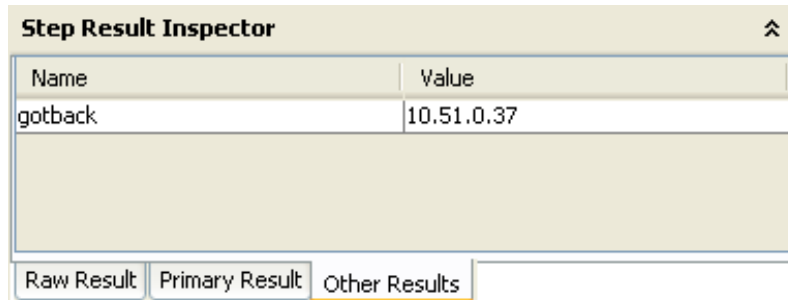 Step Result Inspector
Name Value
gotback 10.51.0.37
Raw Result Primary Result Other Results